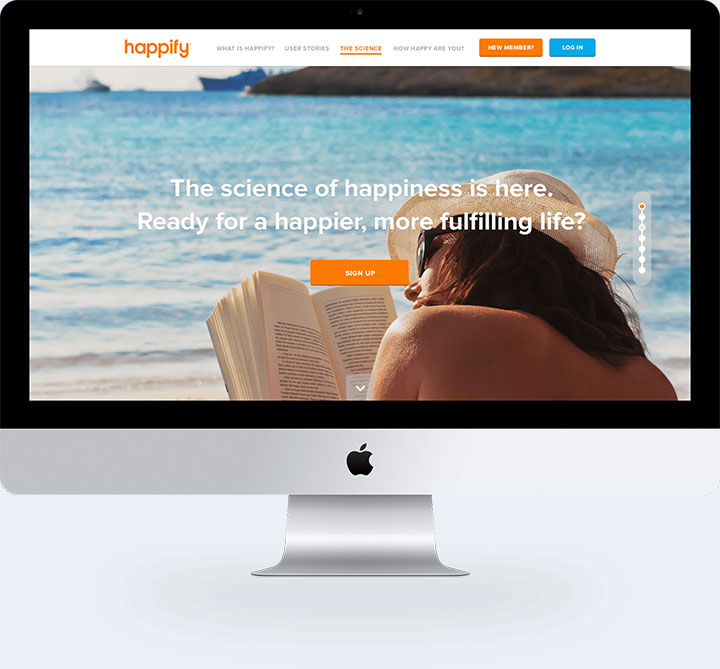 happify
WHAT IS HAPPIFY?
USER STORIES
THE SCIENCE
HOW HAPPY ARE YOU?
NEW MEMBER?
LOG IN
The science of happiness is here.
Ready for a happier, more fulfilling life?
SIGN UP